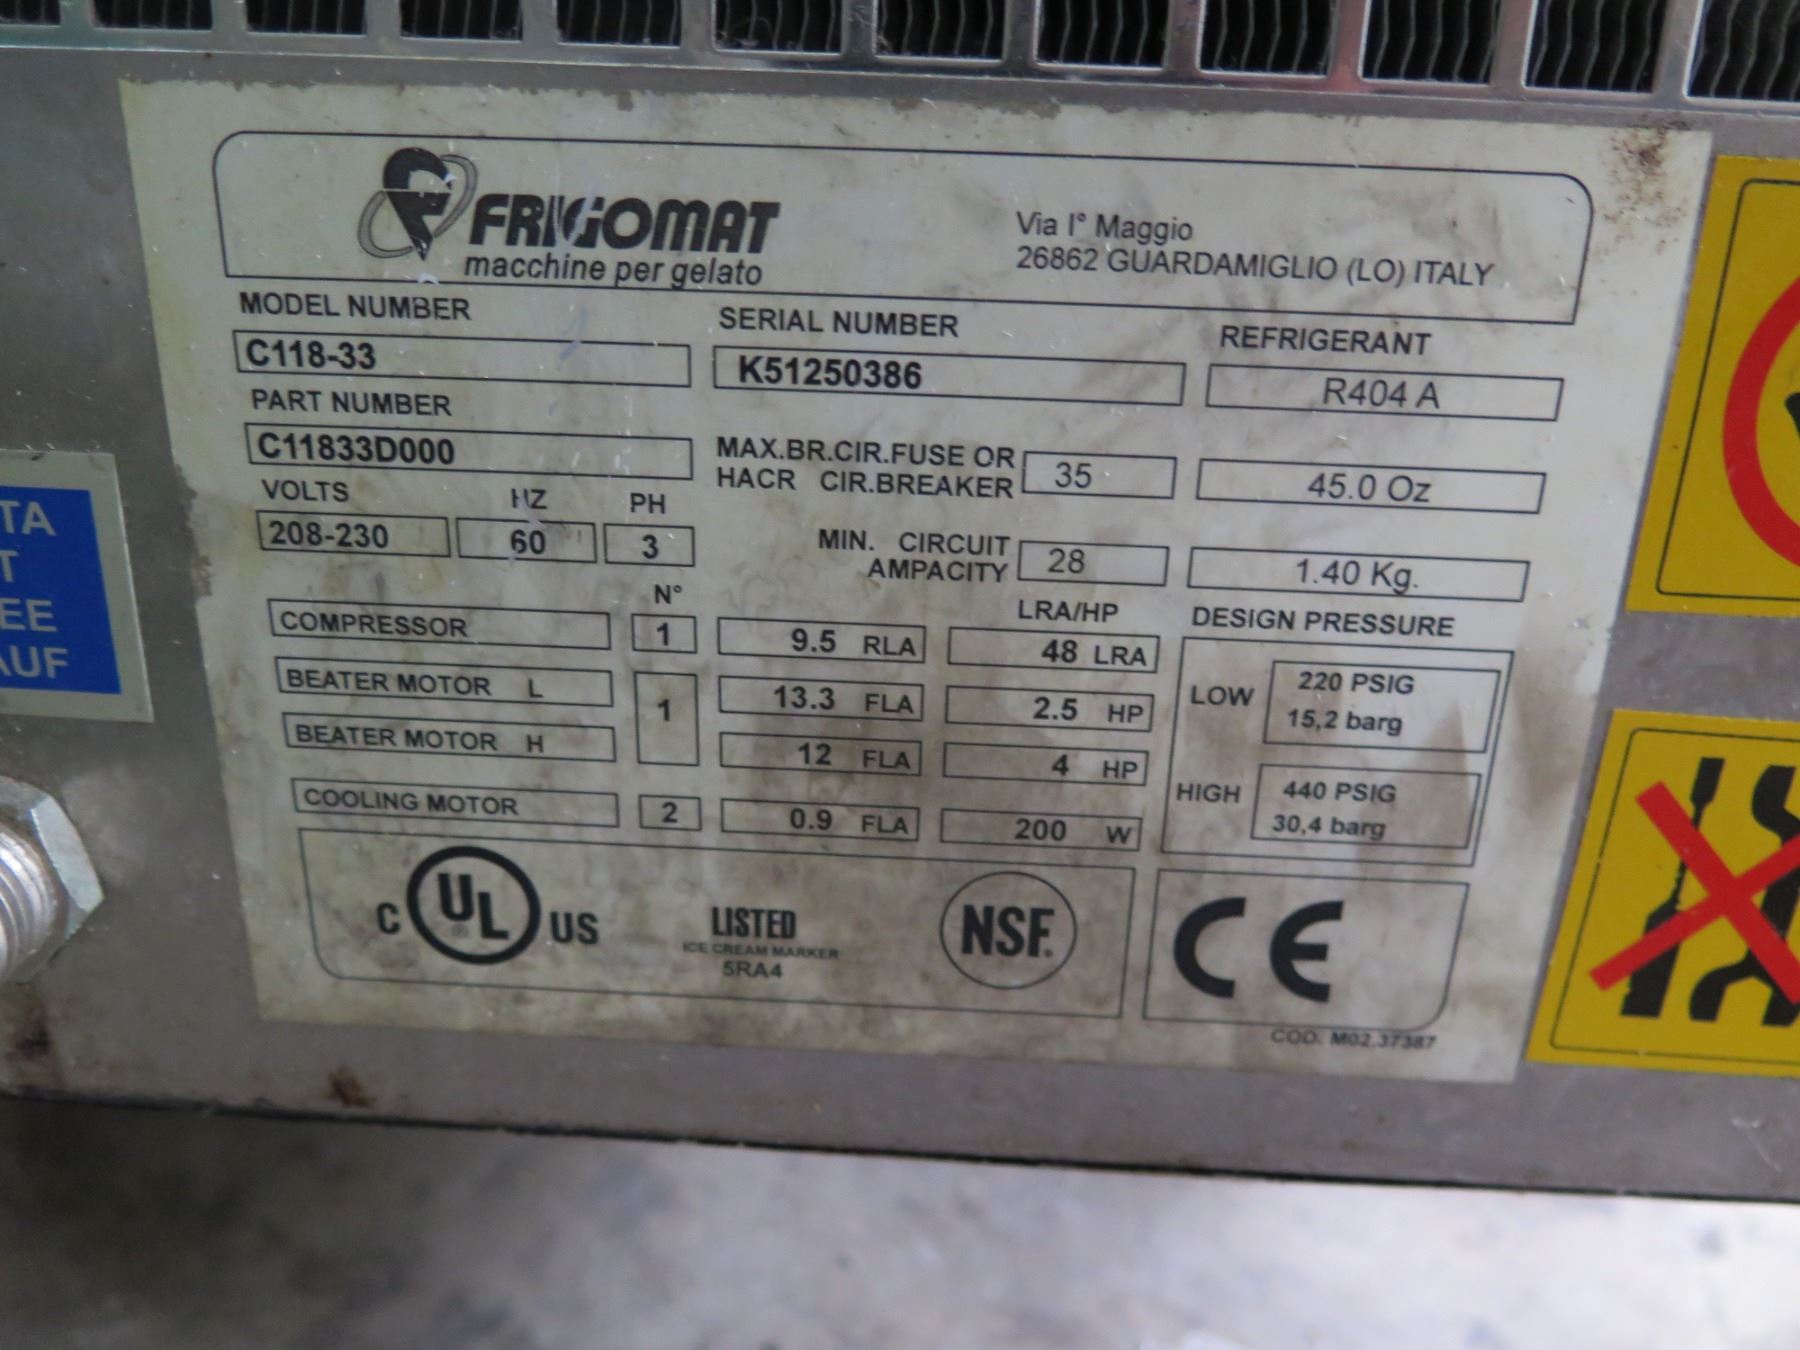 FRIGOMAT
macchine per gelato
Via I° Maggio
26862 GUARDAMIGLIO (LO) ITALY
MODEL NUMBER
C118-33
SERIAL NUMBER
K51250386
REFRIGERANT
R404 A
PART NUMBER
C11833D000
MAX.BR.CIR.FUSE OR
HACR CIR.BREAKER
35
45.0 Oz
VOLTS HZ PH
208-230 60 3
MIN. CIRCUIT
AMPACITY
28
1.40 Kg.
N° LRA/HP
COMPRESSOR 1 9.5 RLA 48 LRA
BEATER MOTOR L 1 13.3 FLA 2.5 HP
BEATER MOTOR H 12 FLA 4 HP
COOLING MOTOR 2 0.9 FLA 200 W
DESIGN PRESSURE
LOW
220 PSIG
15,2 barg
HIGH
440 PSIG
30,4 barg
C UL® US
LISTED
ICE CREAM MARKER
5RA4
NSF.
CE
COD. M02.37387
TA
T
EE
AUF